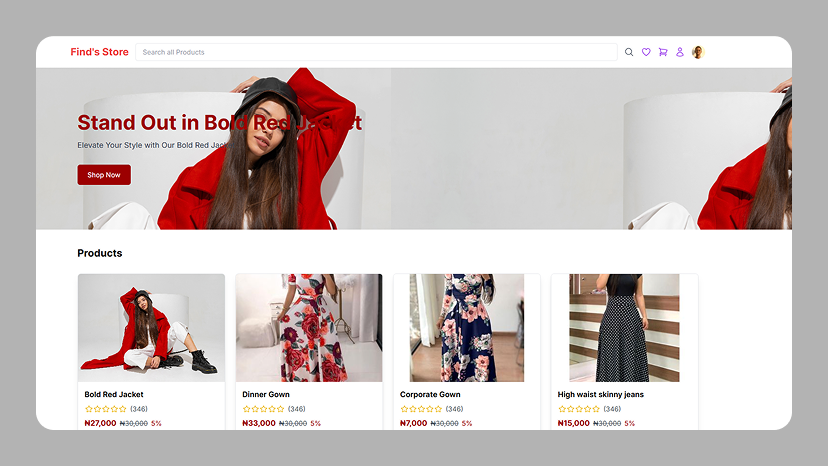 Find's Store
Search all Products
Stand Out in Bold Red Jacket
Elevate Your Style with Our Bold Red Jack
Shop Now
Products
Bold Red Jacket
(346)
₦27,000 ₦30,000 5%
Dinner Gown
(346)
₦33,000 ₦30,000 5%
Corporate Gown
(346)
₦7,000 ₦30,000 5%
High waist skinny jeans
(346)
₦15,000 ₦30,000 5%